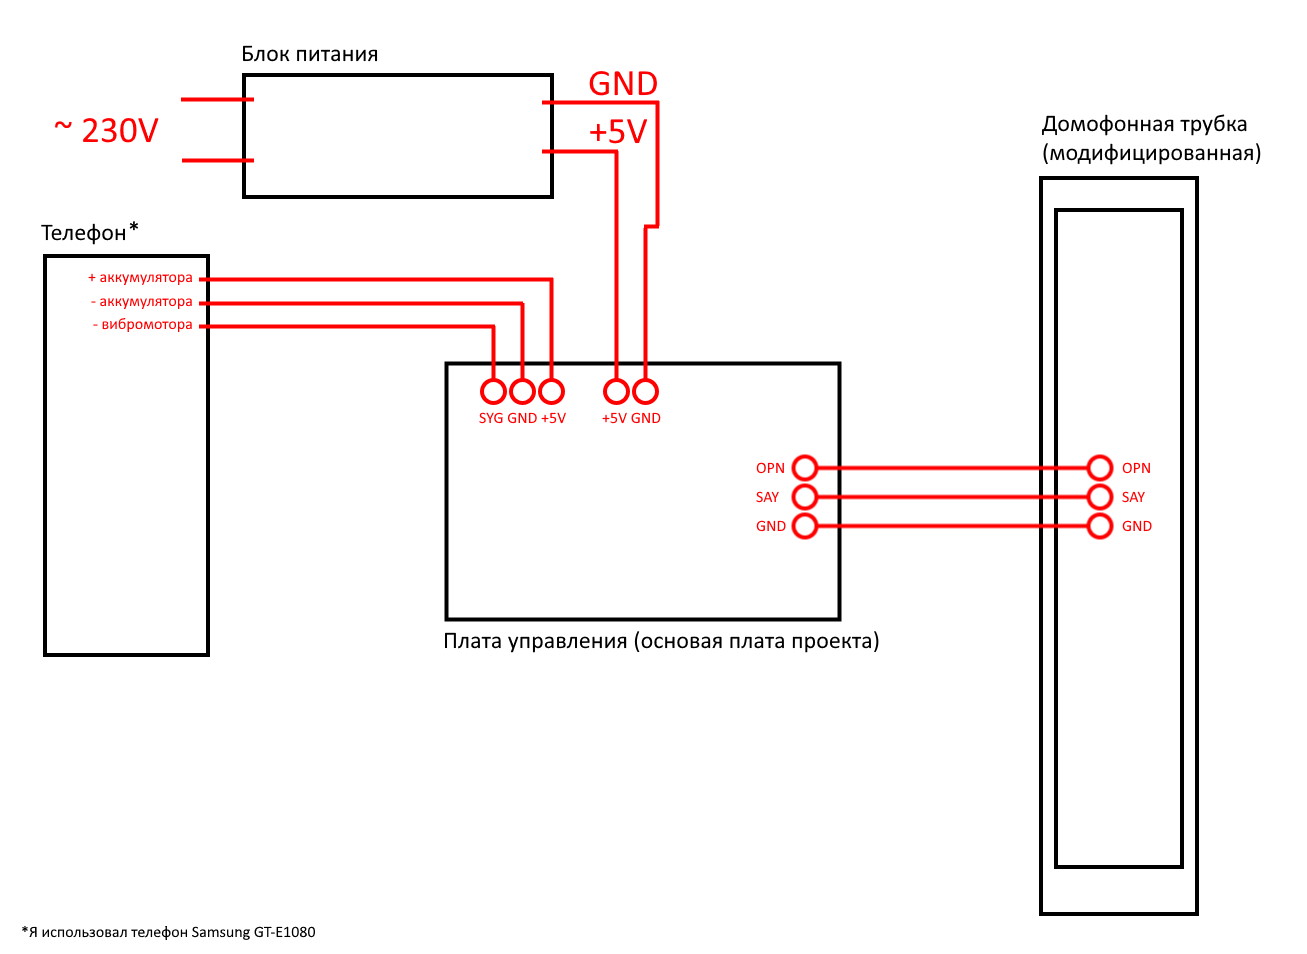 Блок питания
GND
~ 230V
+5V
Домофонная трубка
(модифицированная)
Телефон*
+ аккумулятора
- аккумулятора
- вибромотора
SYG GND +5V
+5V GND
OPN
SAY
GND
OPN
SAY
GND
Плата управления (основая плата проекта)
*Я использовал телефон Samsung GT-E1080